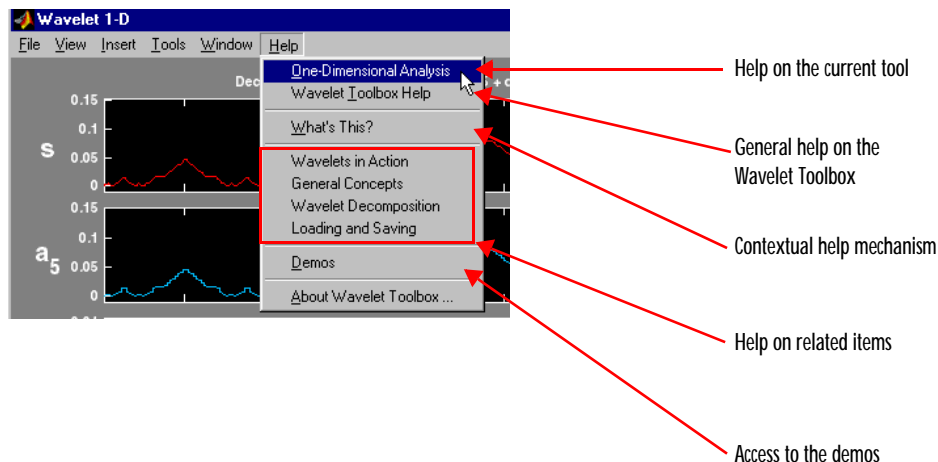 Wavelet 1-D
File View Insert Tools Window Help
Dec
One-Dimensional Analysis
Wavelet Toolbox Help
What's This?
Wavelets in Action
General Concepts
Wavelet Decomposition
Loading and Saving
Demos
About Wavelet Toolbox ...
s
0.15
0.1
0.05
0
a5
0.15
0.1
0.05
0
Help on the current tool
General help on the
Wavelet Toolbox
Contextual help mechanism
Help on related items
Access to the demos